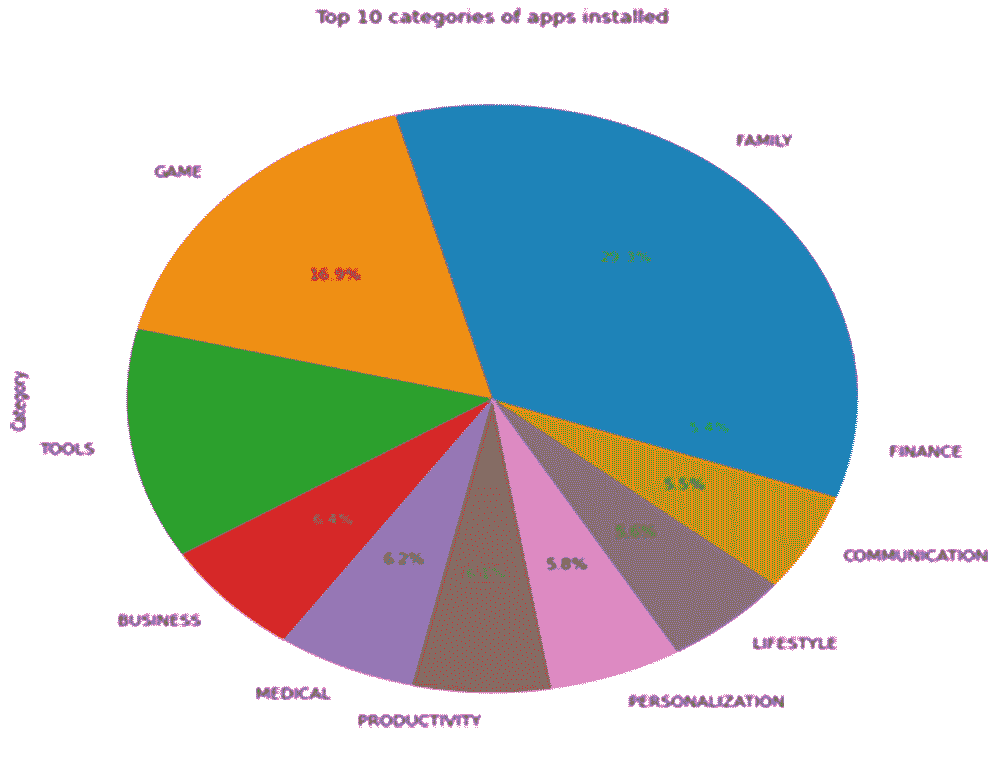 Top 10 categories of apps installed
FAMILY
GAME
16.9%
Category
TOOLS
FINANCE
5.5%
6.4%
6.2%
5.8%
COMMUNICATION
BUSINESS
LIFESTYLE
MEDICAL
PERSONALIZATION
PRODUCTIVITY